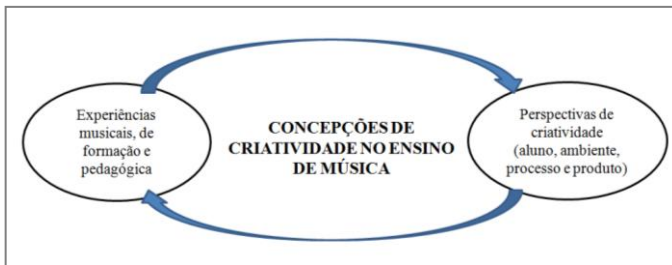 Experiências
musicais, de
formação e
pedagógica
CONCEPÇÕES DE
CRIATIVIDADE NO ENSINO
DE MÚSICA
Perspectivas de
criatividade
(aluno, ambiente,
processo e produto)